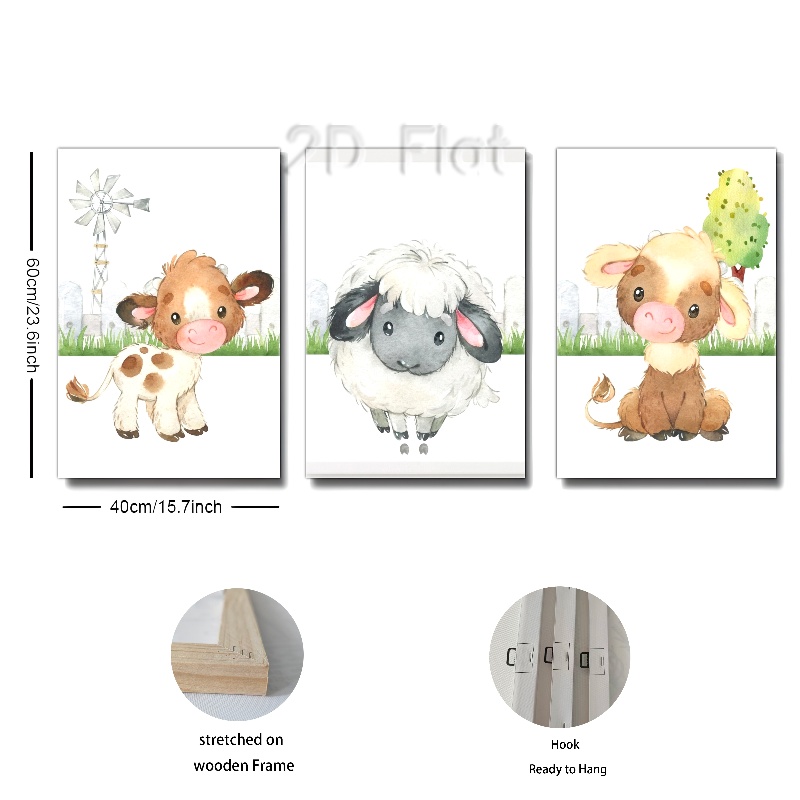 2D Flat
60cm/23.6inch
40cm/15.7inch
stretched on
wooden Frame
Hook
Ready to Hang